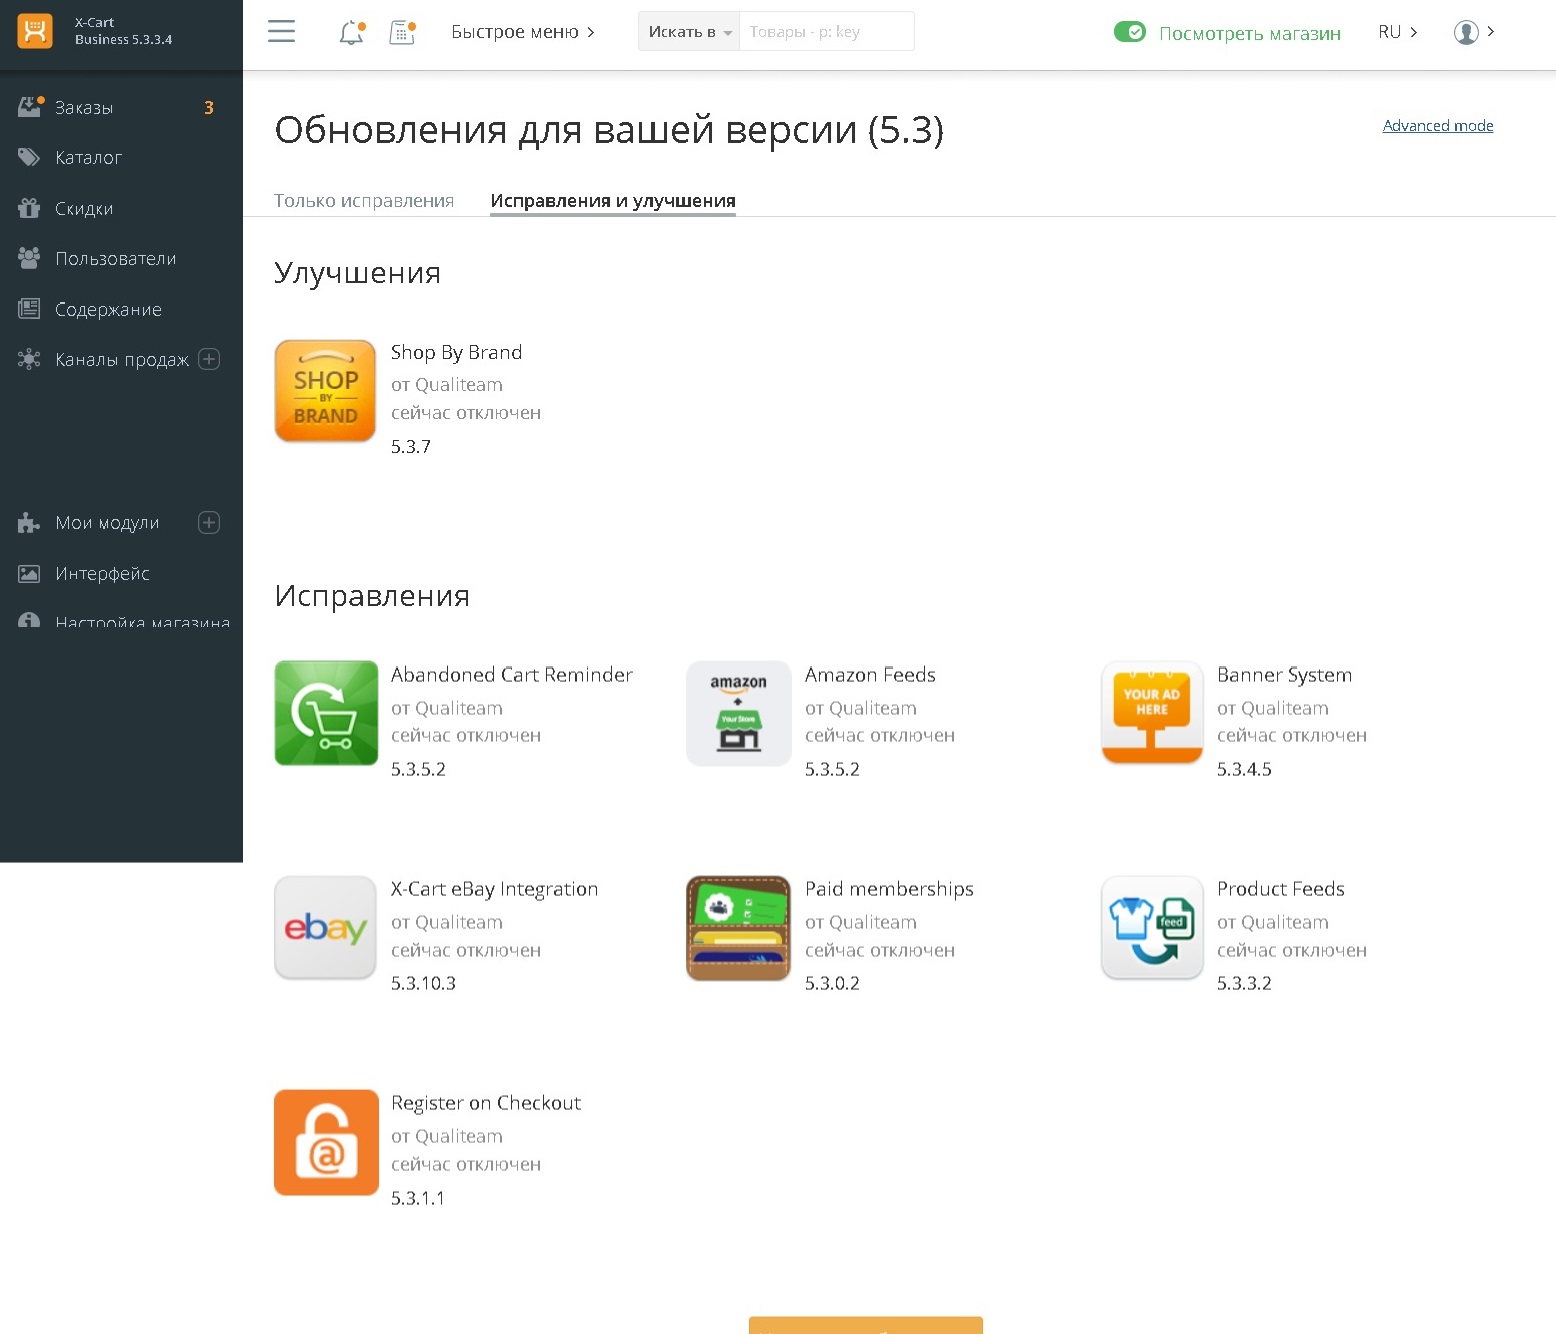 X-Cart
Business 5.3.3.4
Быстрое меню
Искать в
Товары - p: key
Посмотреть магазин
RU
Заказы
3
Каталог
Скидки
Пользователи
Содержание
Каналы продаж
Мои модули
Интерфейс
Настройка магазина
Обновления для вашей версии (5.3)
Advanced mode
Только исправления
Исправления и улучшения
Улучшения
SHOP
BY
BRAND
Shop By Brand
от Qualiteam
сейчас отключен
5.3.7
Исправления
Abandoned Cart Reminder
от Qualiteam
сейчас отключен
5.3.5.2
amazon
+
Your Store
Amazon Feeds
от Qualiteam
сейчас отключен
5.3.5.2
YOUR AD
HERE
Banner System
от Qualiteam
сейчас отключен
5.3.4.5
ebay
X-Cart eBay Integration
от Qualiteam
сейчас отключен
5.3.10.3
Paid memberships
от Qualiteam
сейчас отключен
5.3.0.2
feed
Product Feeds
от Qualiteam
сейчас отключен
5.3.3.2
@
Register on Checkout
от Qualiteam
сейчас отключен
5.3.1.1